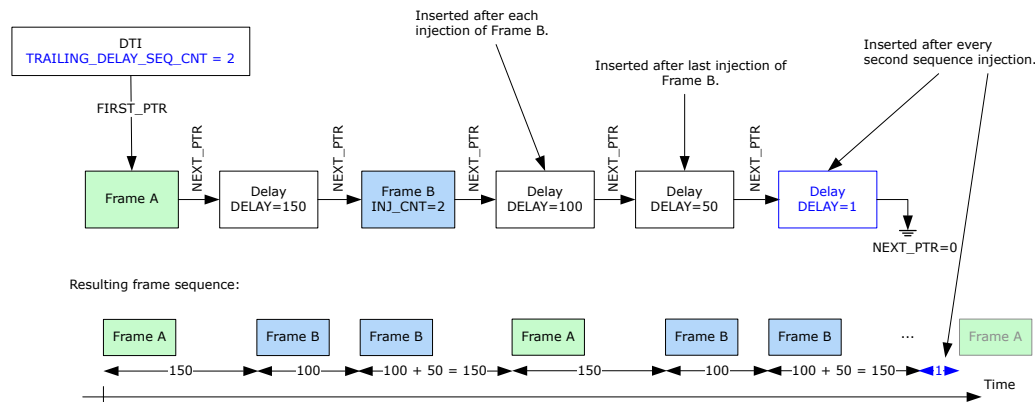 Inserted after each
injection of Frame B.
DTI
TRAILING_DELAY_SEQ_CNT = 2
Inserted after every
second sequence injection.
Inserted after last injection of
Frame B.
FIRST_PTR
NEXT_PTR
NEXT_PTR
NEXT_PTR
NEXT_PTR
NEXT_PTR
Frame A
Delay
DELAY=150
Frame B
INJ_CNT=2
Delay
DELAY=100
Delay
DELAY=50
Delay
DELAY=1
NEXT_PTR=0
Resulting frame sequence:
Frame A
Frame B
Frame B
Frame A
Frame B
Frame B
...
Frame A
150
100
100 + 50 = 150
150
100
100 + 50 = 150
1
Time